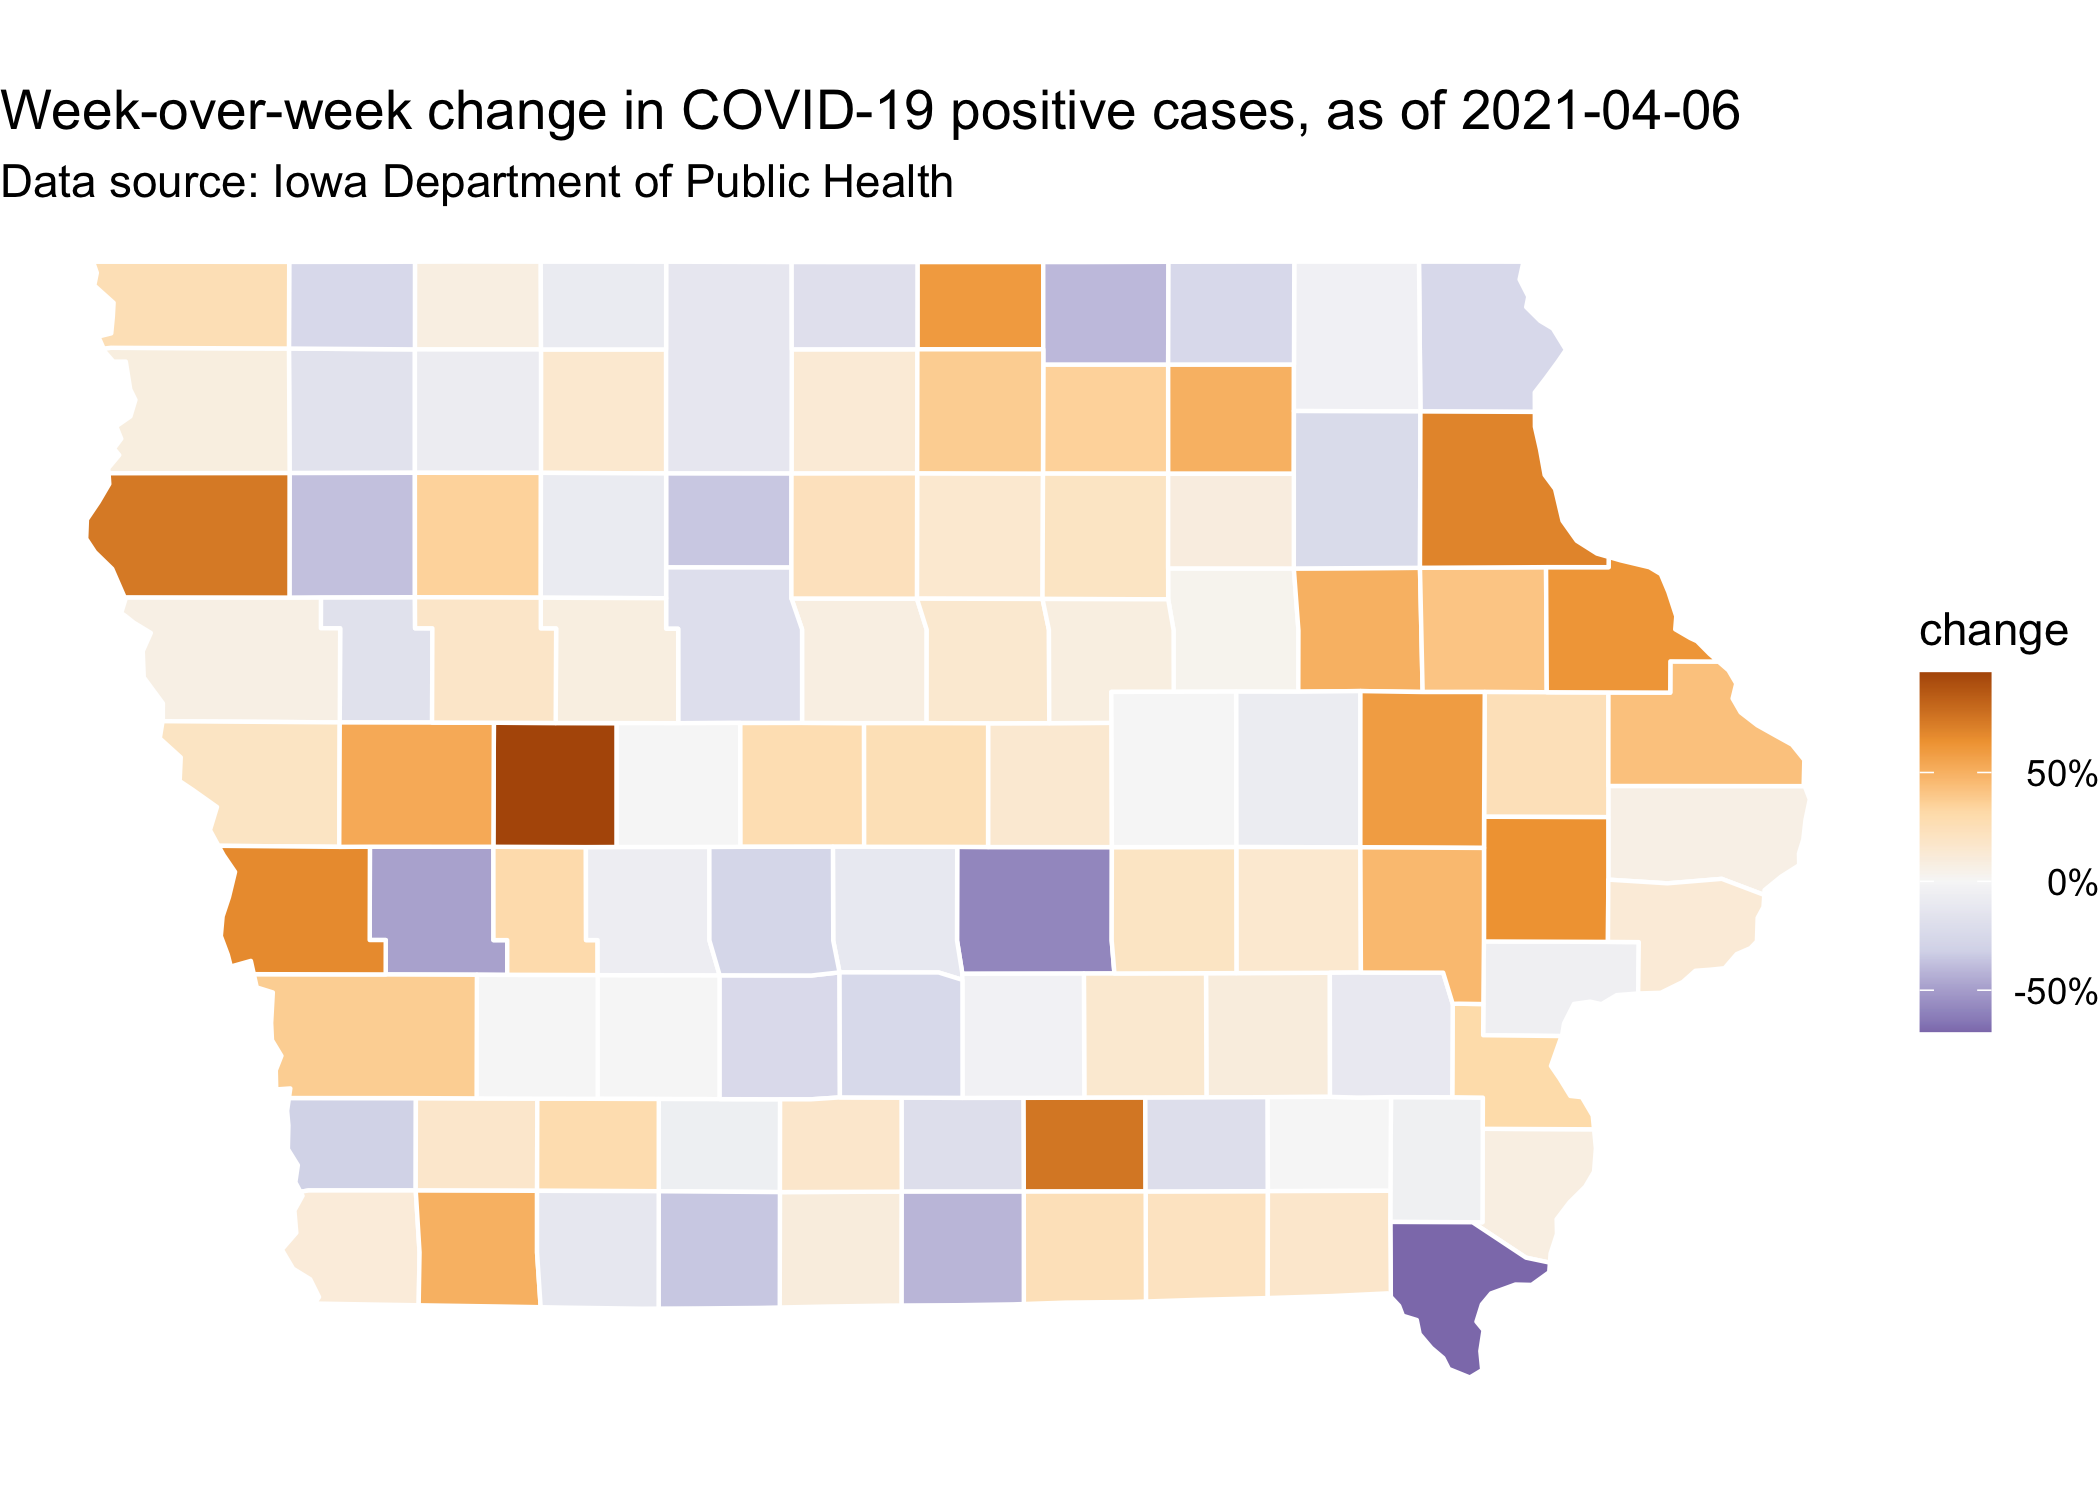 Week-over-week change in COVID-19 positive cases, as of 2021-04-06
Data source: Iowa Department of Public Health
change
50%
0%
-50%